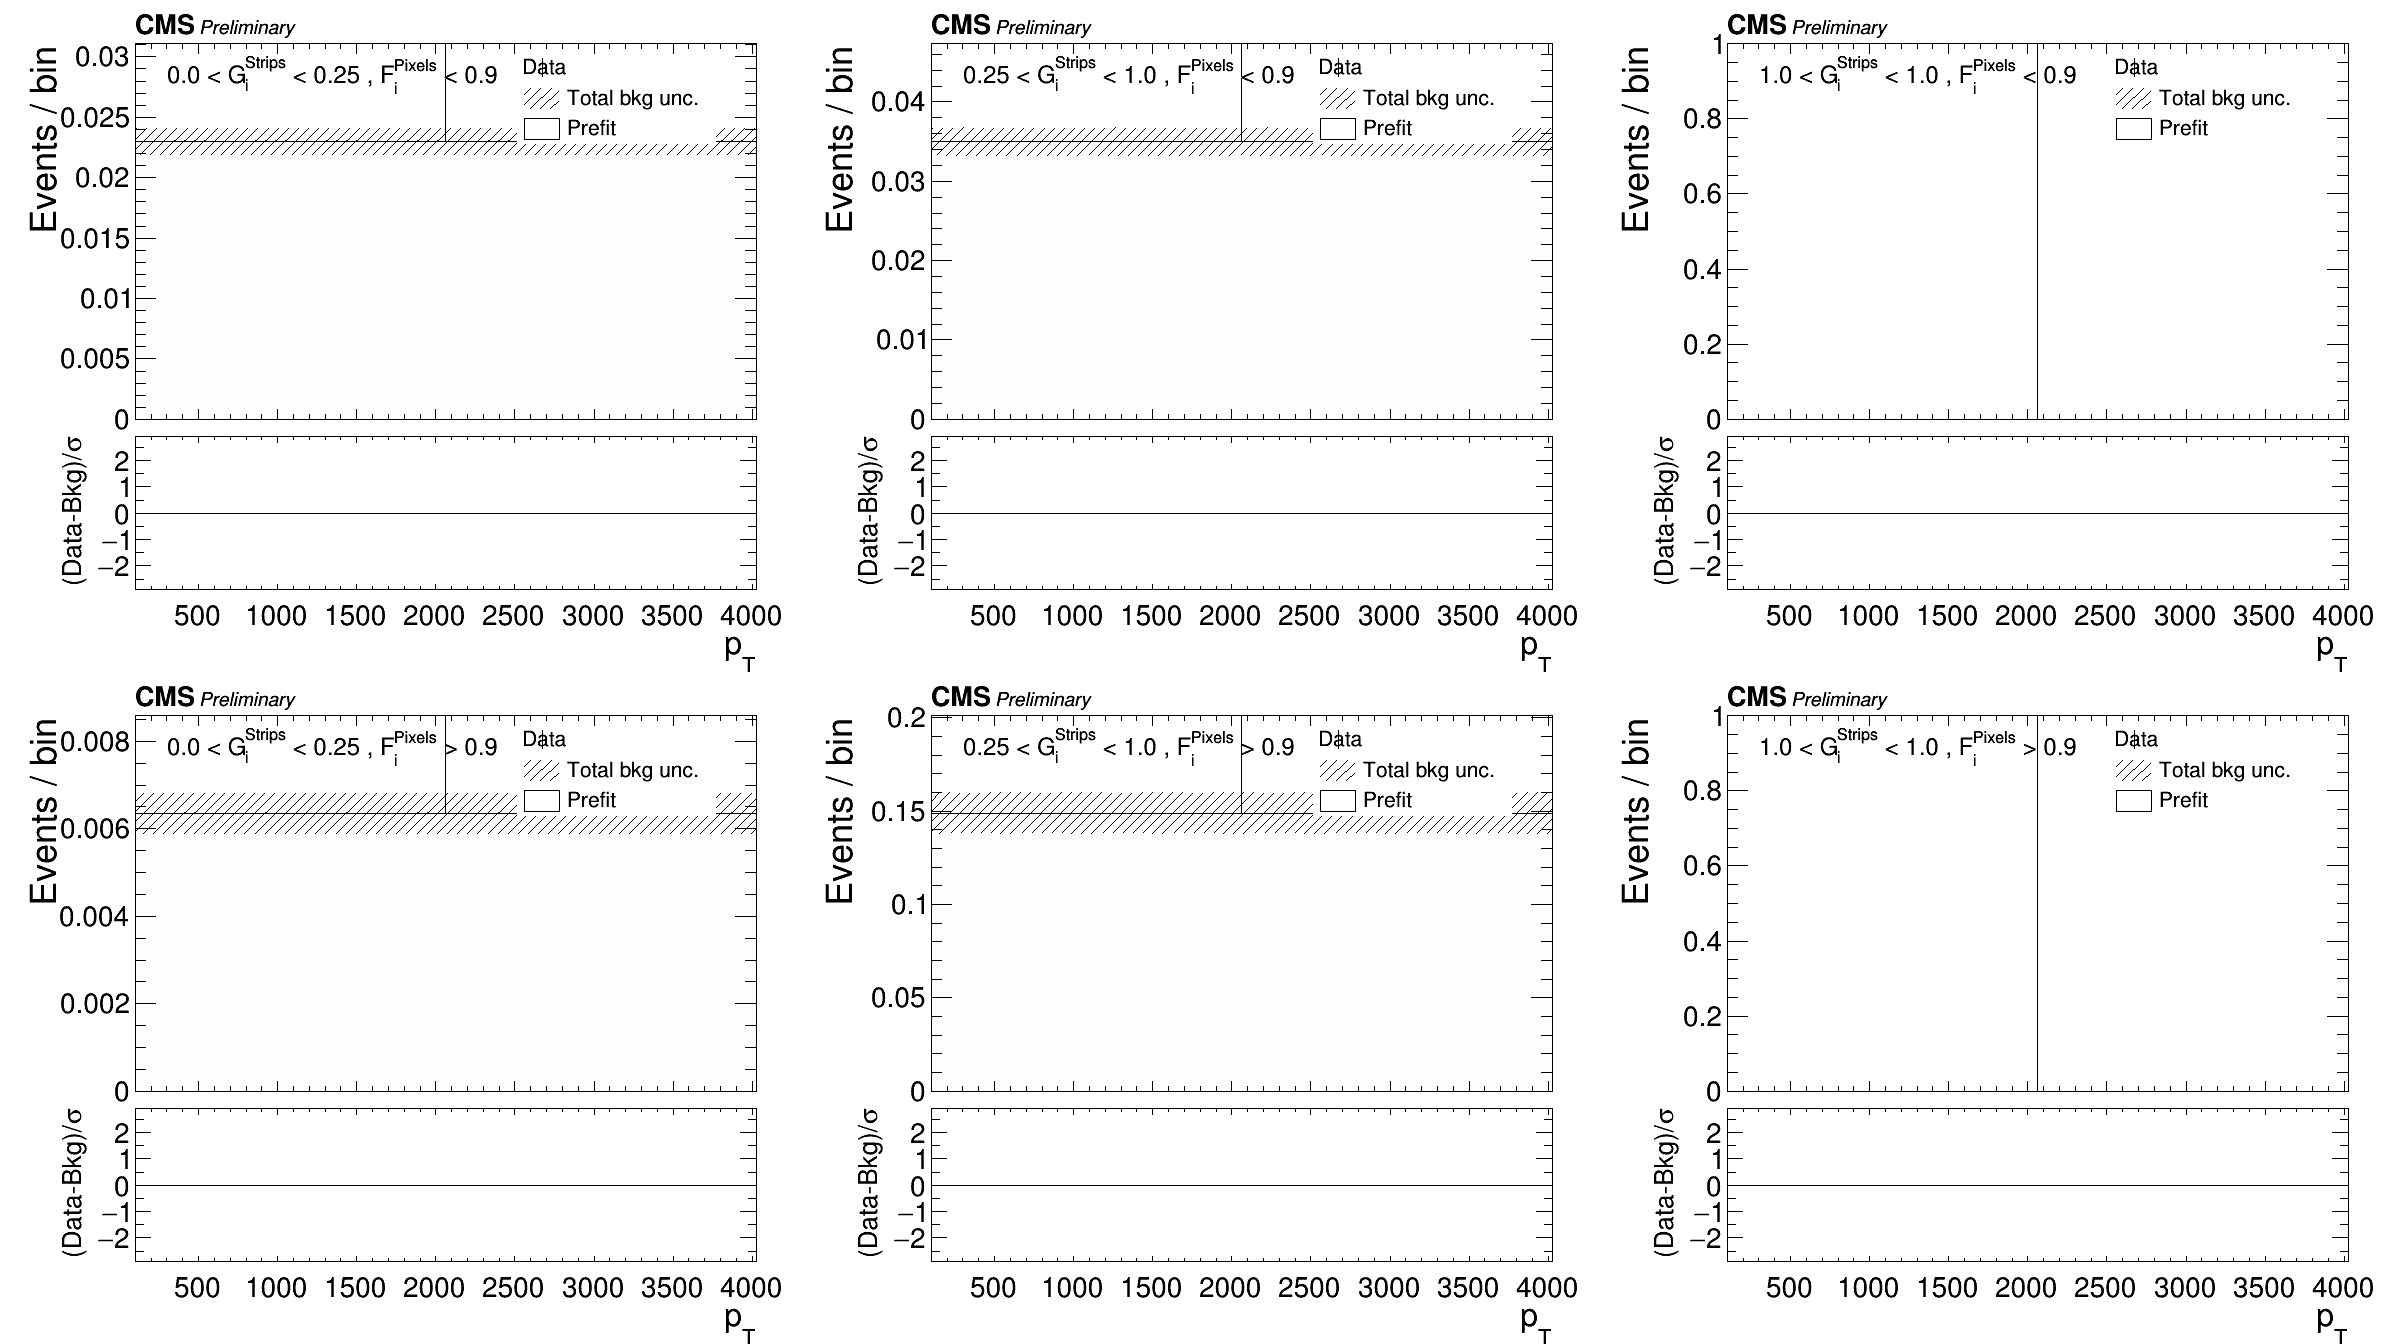 CMS Preliminary
Events / bin
0.0 < G_i^Strips < 0.25 , F_i^Pixels < 0.9
Data
Total bkg unc.
Prefit
0.03
0.025
0.02
0.015
0.01
0.005
0
(Data-Bkg)/σ
2
1
0
−1
−2
500 1000 1500 2000 2500 3000 3500 4000
p_T
CMS Preliminary
Events / bin
0.25 < G_i^Strips < 1.0 , F_i^Pixels < 0.9
Data
Total bkg unc.
Prefit
0.04
0.03
0.02
0.01
0
(Data-Bkg)/σ
2
1
0
−1
−2
500 1000 1500 2000 2500 3000 3500 4000
p_T
CMS Preliminary
Events / bin
1.0 < G_i^Strips < 1.0 , F_i^Pixels < 0.9
Data
Total bkg unc.
Prefit
1
0.8
0.6
0.4
0.2
0
(Data-Bkg)/σ
2
1
0
−1
−2
500 1000 1500 2000 2500 3000 3500 4000
p_T
CMS Preliminary
Events / bin
0.0 < G_i^Strips < 0.25 , F_i^Pixels > 0.9
Data
Total bkg unc.
Prefit
0.008
0.006
0.004
0.002
0
(Data-Bkg)/σ
2
1
0
−1
−2
500 1000 1500 2000 2500 3000 3500 4000
p_T
CMS Preliminary
Events / bin
0.25 < G_i^Strips < 1.0 , F_i^Pixels > 0.9
Data
Total bkg unc.
Prefit
0.2
0.15
0.1
0.05
0
(Data-Bkg)/σ
2
1
0
−1
−2
500 1000 1500 2000 2500 3000 3500 4000
p_T
CMS Preliminary
Events / bin
1.0 < G_i^Strips < 1.0 , F_i^Pixels > 0.9
Data
Total bkg unc.
Prefit
1
0.8
0.6
0.4
0.2
0
(Data-Bkg)/σ
2
1
0
−1
−2
500 1000 1500 2000 2500 3000 3500 4000
p_T